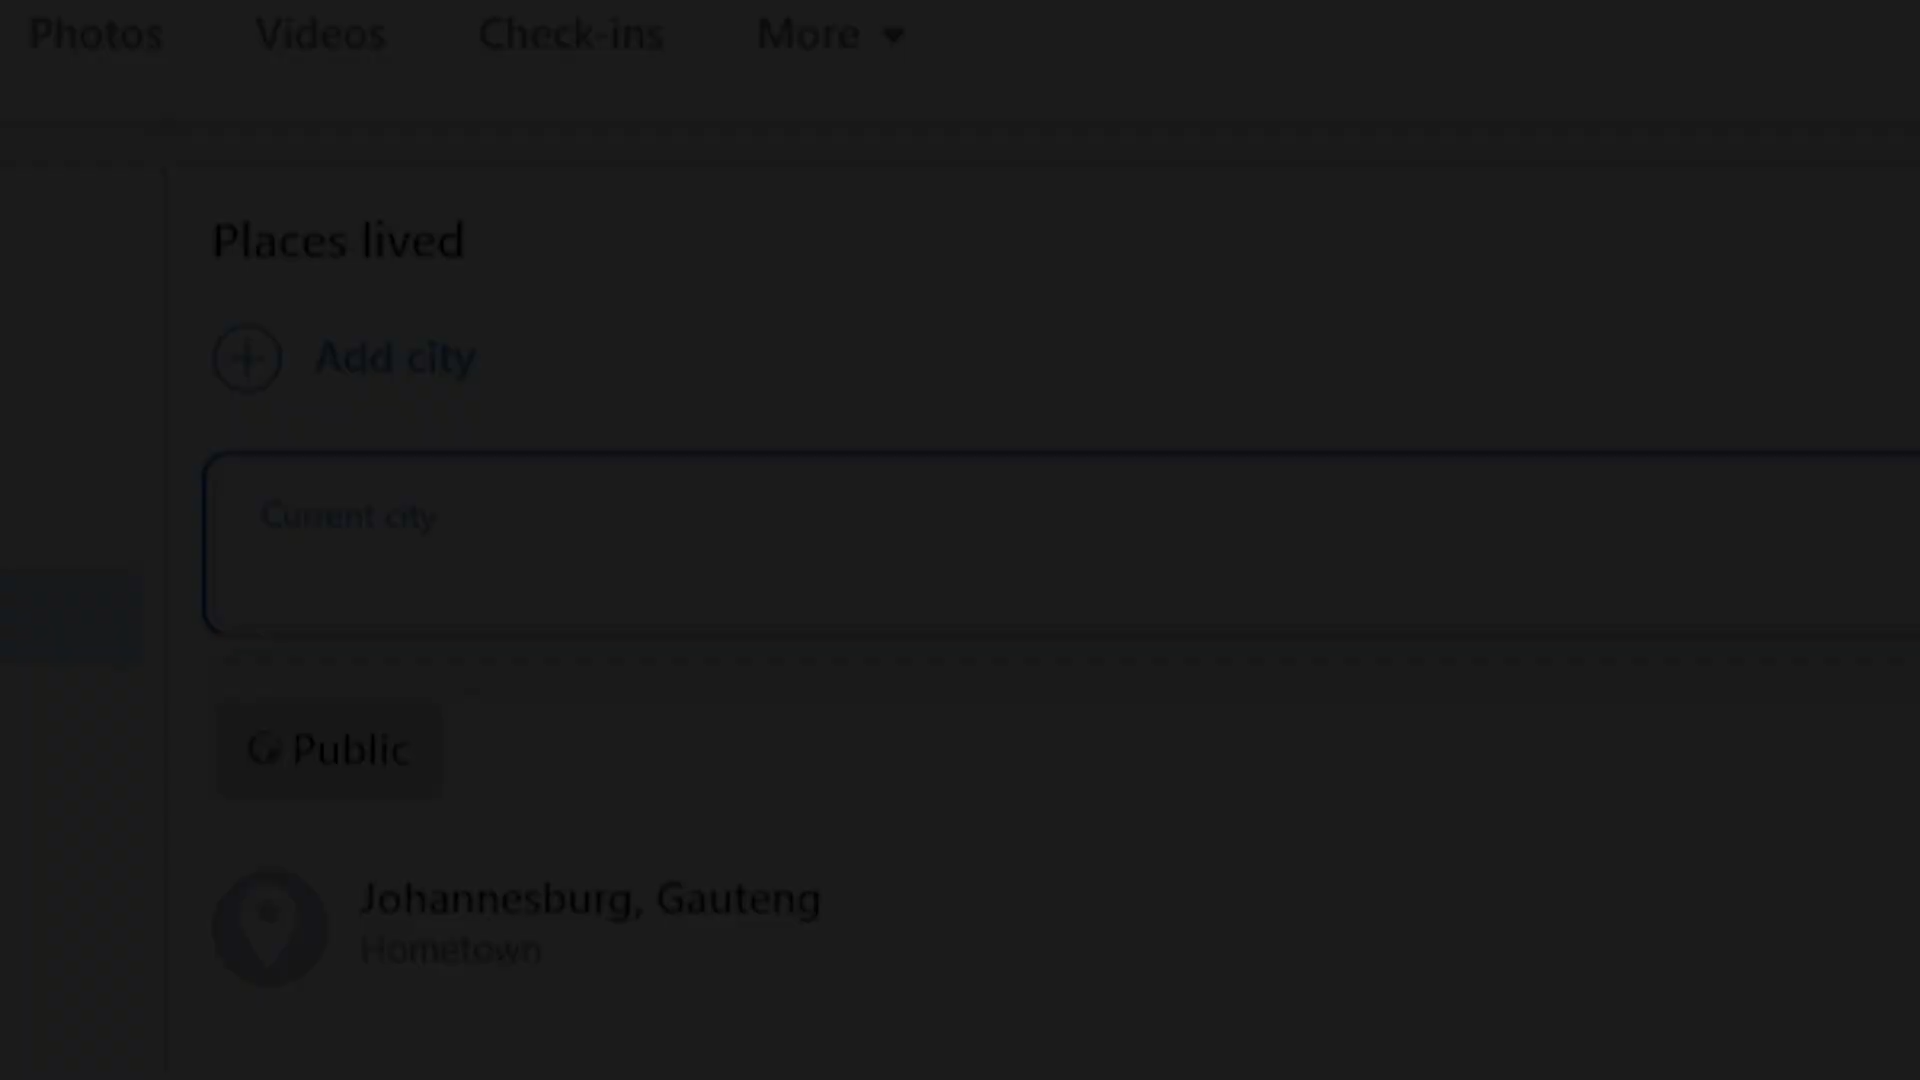 Photos Videos Check-ins More
Places lived
Add city
Current city
Public
Johannesburg, Gauteng
Hometown